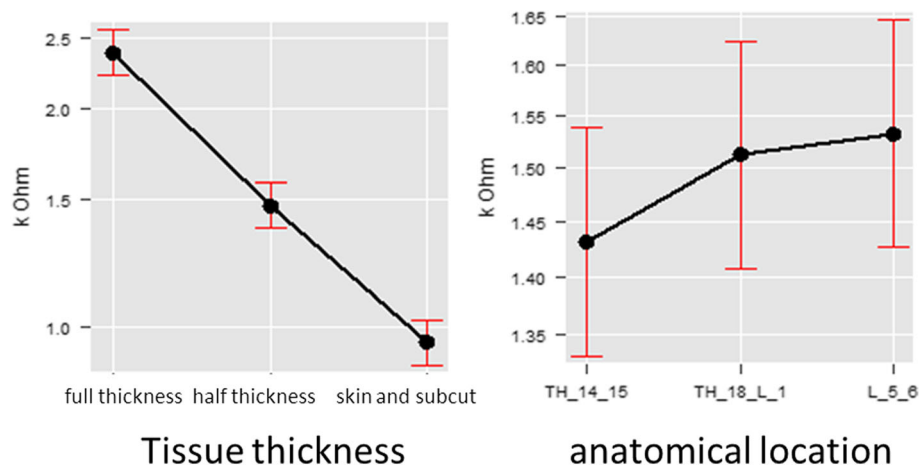 2.5
2.0
1.5
1.0
k Ohm
full thickness half thickness skin and subcut
Tissue thickness
1.65
1.60
1.55
1.50
1.45
1.40
1.35
k Ohm
TH_14_15 TH_18_L_1 L_5_6
anatomical location